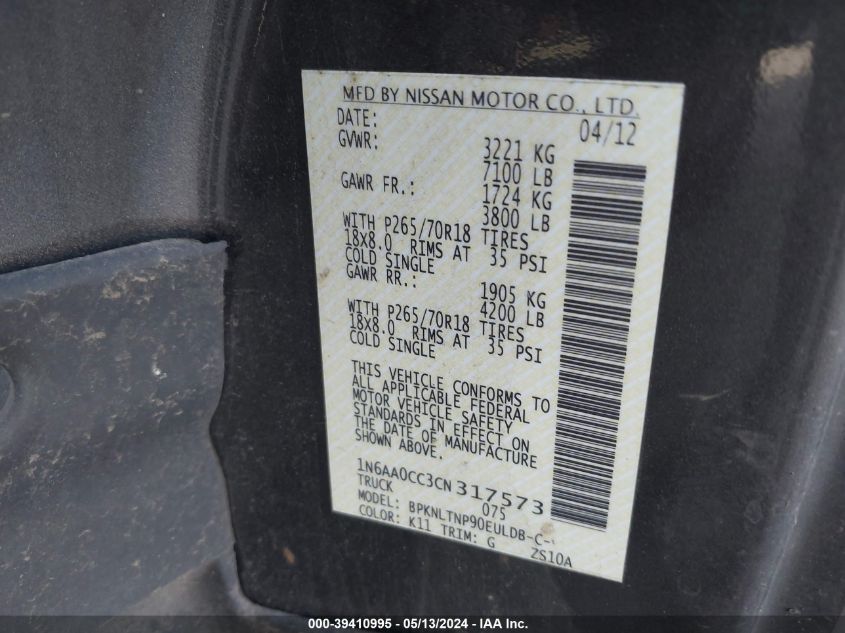 MFD BY NISSAN MOTOR CO., LTD.
DATE: 04/12
GVWR: 3221 KG
7100 LB
GAWR FR.: 1724 KG
3800 LB
WITH P265/70R18 TIRES
18X8.0 RIMS AT 35 PSI
COLD SINGLE
GAWR RR.: 1905 KG
4200 LB
WITH P265/70R18 TIRES
18X8.0 RIMS AT 35 PSI
COLD SINGLE
THIS VEHICLE CONFORMS TO
ALL APPLICABLE FEDERAL
MOTOR VEHICLE SAFETY
STANDARDS IN EFFECT ON
THE DATE OF MANUFACTURE
SHOWN ABOVE.
1N6AA0CC3CN317573
TRUCK 075
MODEL: BPKNLTNP90EULDB-C-
COLOR: K11 TRIM: G ZS10A
000-39410995 - 05/13/2024 - IAA Inc.